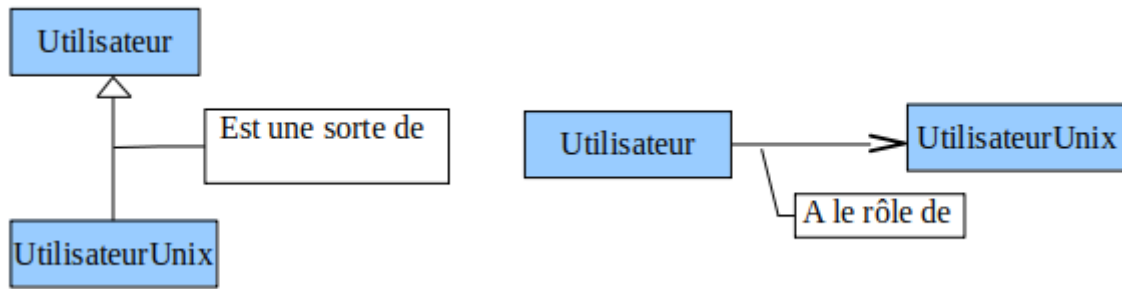 Utilisateur
Est une sorte de
UtilisateurUnix
Utilisateur
UtilisateurUnix
A le rôle de